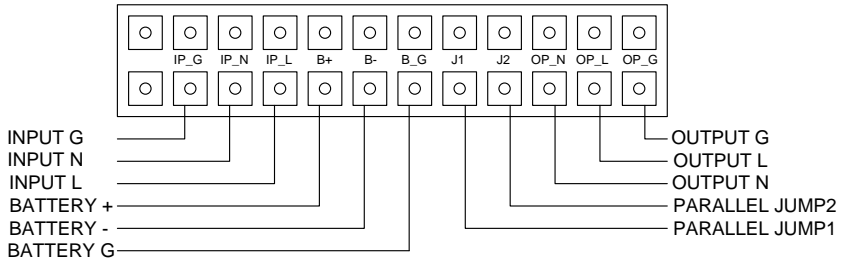 IP_G IP_N IP_L B+ B- B_G J1 J2 OP_N OP_L OP_G
INPUT G
INPUT N
INPUT L
BATTERY +
BATTERY -
BATTERY G
OUTPUT G
OUTPUT L
OUTPUT N
PARALLEL JUMP2
PARALLEL JUMP1